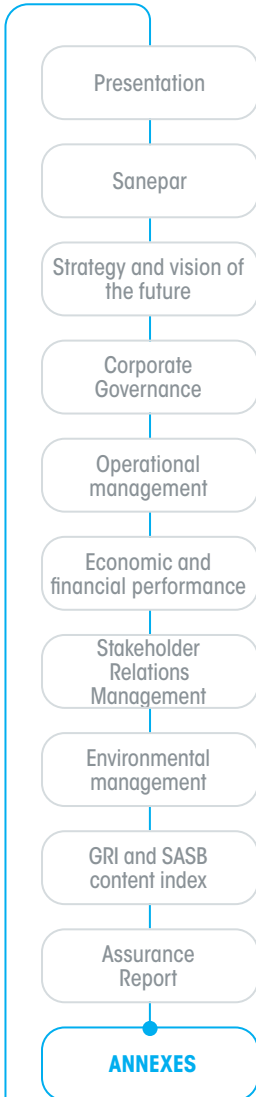 Presentation
Sanepar
Strategy and vision of
the future
Corporate
Governance
Operational
management
Economic and
financial performance
Stakeholder
Relations
Management
Environmental
management
GRI and SASB
content index
Assurance
Report
ANNEXES